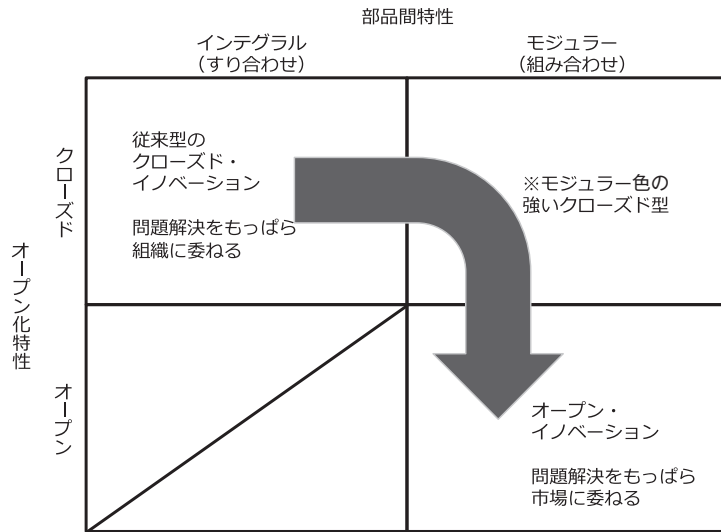 部品間特性
インテグラル
（すり合わせ）
モジュラー
（組み合わせ）
オープン化特性
クローズド
従来型の
クローズド・
イノベーション
問題解決をもっぱら
組織に委ねる
※モジュラー色の
強いクローズド型
オープン
オープン・
イノベーション
問題解決をもっぱら
市場に委ねる